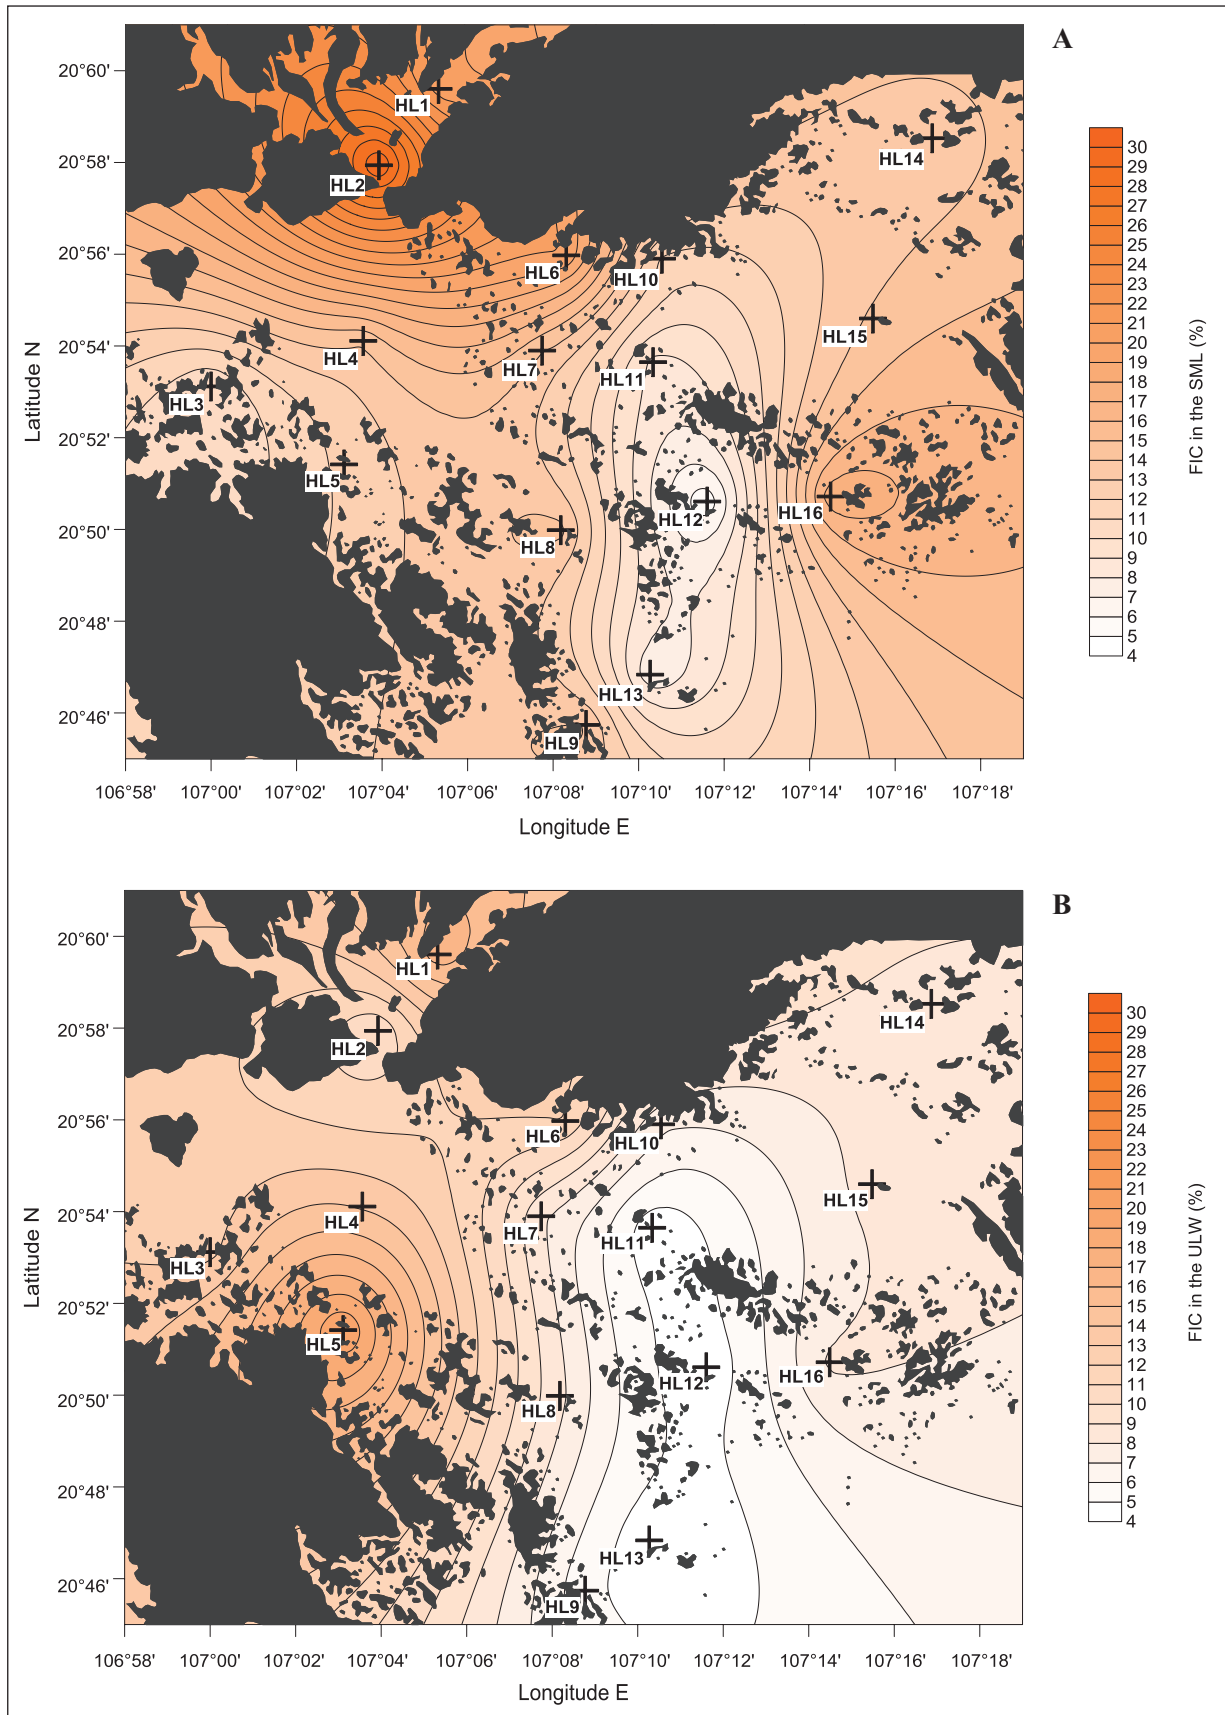 A
20°60'
20°58'
20°56'
20°54'
20°52'
20°50'
20°48'
20°46'
Latitude N
HL1
HL2
HL3
HL4
HL5
HL6
HL7
HL8
HL9
HL10
HL11
HL12
HL13
HL14
HL15
HL16
106°58'
107°00'
107°02'
107°04'
107°06'
107°08'
107°10'
107°12'
107°14'
107°16'
107°18'
Longitude E
30
29
28
27
26
25
24
23
22
21
20
19
18
17
16
15
14
13
12
11
10
9
8
7
6
5
4
FIC in the SML (%)
B
20°60'
20°58'
20°56'
20°54'
20°52'
20°50'
20°48'
20°46'
Latitude N
HL1
HL2
HL3
HL4
HL5
HL6
HL7
HL8
HL9
HL10
HL11
HL12
HL13
HL14
HL15
HL16
106°58'
107°00'
107°02'
107°04'
107°06'
107°08'
107°10'
107°12'
107°14'
107°16'
107°18'
Longitude E
30
29
28
27
26
25
24
23
22
21
20
19
18
17
16
15
14
13
12
11
10
9
8
7
6
5
4
FIC in the ULW (%)